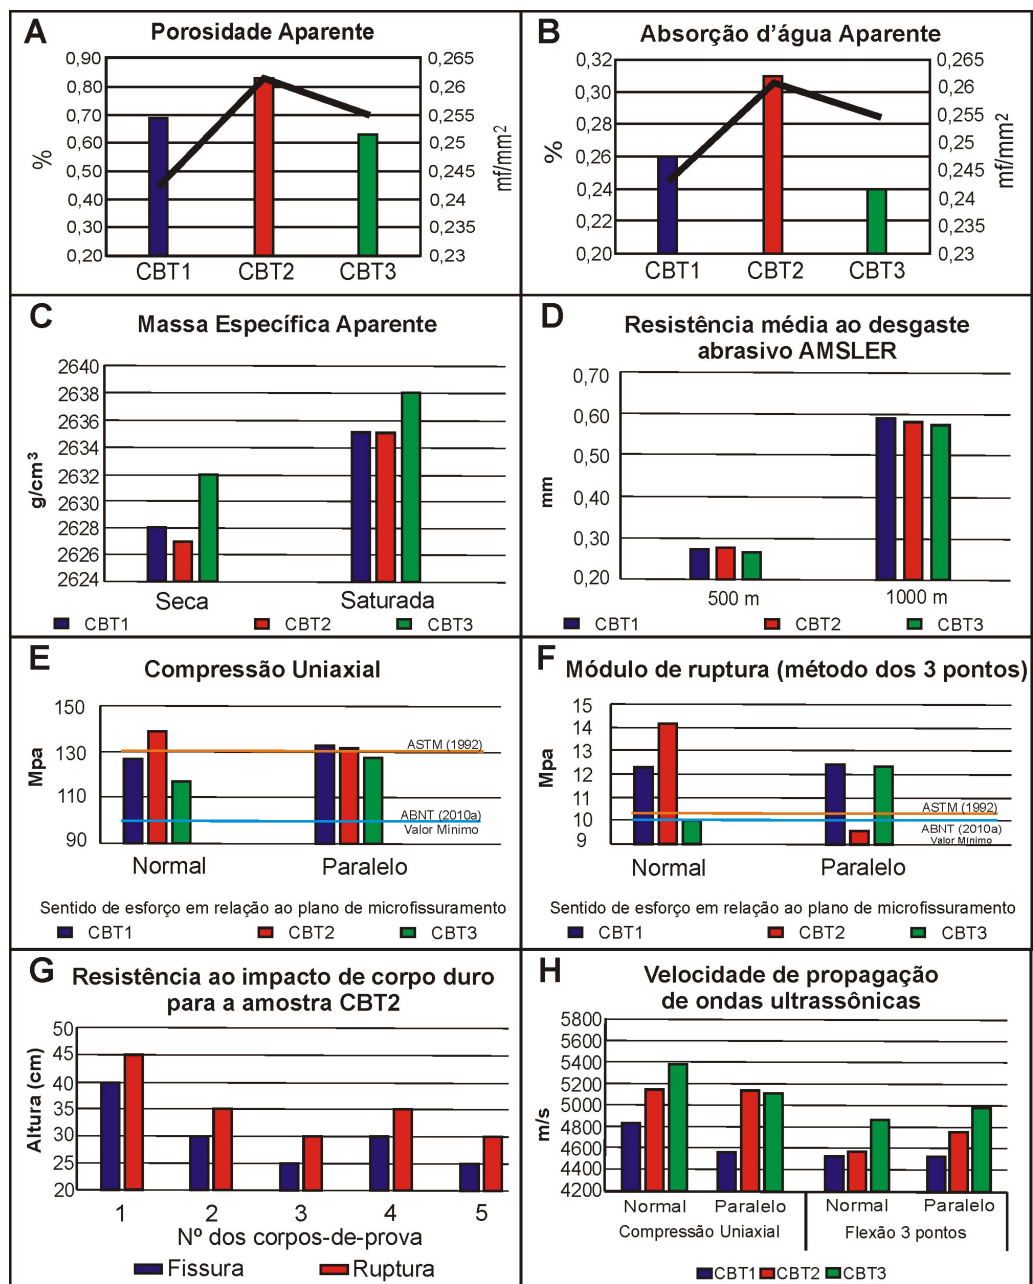 A
Porosidade Aparente
0,90
0,80
0,70
0,60
0,50
0,40
0,30
0,20
%
0,265
0,26
0,255
0,25
0,245
0,24
0,235
0,23
mf/mm²
CBT1 CBT2 CBT3
B
Absorção d'água Aparente
0,32
0,30
0,28
0,26
0,24
0,22
0,20
%
0,265
0,26
0,255
0,25
0,245
0,24
0,235
0,23
mf/mm²
CBT1 CBT2 CBT3
C
Massa Específica Aparente
2640
2638
2636
2634
2632
2630
2628
2626
2624
g/cm³
Seca Saturada
CBT1 CBT2 CBT3
D
Resistência média ao desgaste
abrasivo AMSLER
0,70
0,60
0,50
0,40
0,30
0,20
mm
500 m 1000 m
CBT1 CBT2 CBT3
E
Compressão Uniaxial
150
130
110
90
Mpa
ASTM (1992)
ABNT (2010a)
Valor Mínimo
Normal Paralelo
Sentido de esforço em relação ao plano de microfissuramento
CBT1 CBT2 CBT3
F
Módulo de ruptura (método dos 3 pontos)
15
14
13
12
11
10
9
Mpa
ASTM (1992)
ABNT (2010a)
Valor Mínimo
Normal Paralelo
Sentido de esforço em relação ao plano de microfissuramento
CBT1 CBT2 CBT3
G
Resistência ao impacto de corpo duro
para a amostra CBT2
50
45
40
35
30
25
20
Altura (cm)
1 2 3 4 5
Nº dos corpos-de-prova
Fissura Ruptura
H
Velocidade de propagação
de ondas ultrassônicas
5800
5600
5400
5200
5000
4800
4600
4400
4200
m/s
Normal Paralelo Normal Paralelo
Compressão Uniaxial Flexão 3 pontos
CBT1 CBT2 CBT3